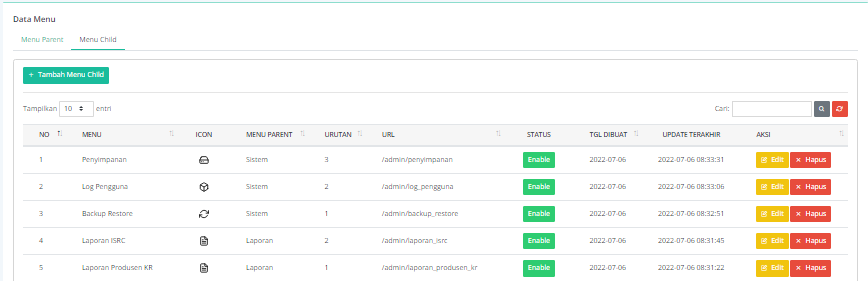 Data Menu
Menu Parent Menu Child
+ Tambah Menu Child
Tampilkan 10 entri Cari:
NO MENU ICON MENU PARENT URUTAN URL STATUS TGL DIBUAT UPDATE TERAKHIR AKSI
1 Penyimpanan Sistem 3 /admin/penyimpanan Enable 2022-07-06 2022-07-06 08:33:31 Edit × Hapus
2 Log Pengguna Sistem 2 /admin/log_pengguna Enable 2022-07-06 2022-07-06 08:33:06 Edit × Hapus
3 Backup Restore Sistem 1 /admin/backup_restore Enable 2022-07-06 2022-07-06 08:32:51 Edit × Hapus
4 Laporan ISRC Laporan 2 /admin/laporan_isrc Enable 2022-07-06 2022-07-06 08:31:45 Edit × Hapus
5 Laporan Produsen KR Laporan 1 /admin/laporan_produsen_kr Enable 2022-07-06 2022-07-06 08:31:22 Edit × Hapus